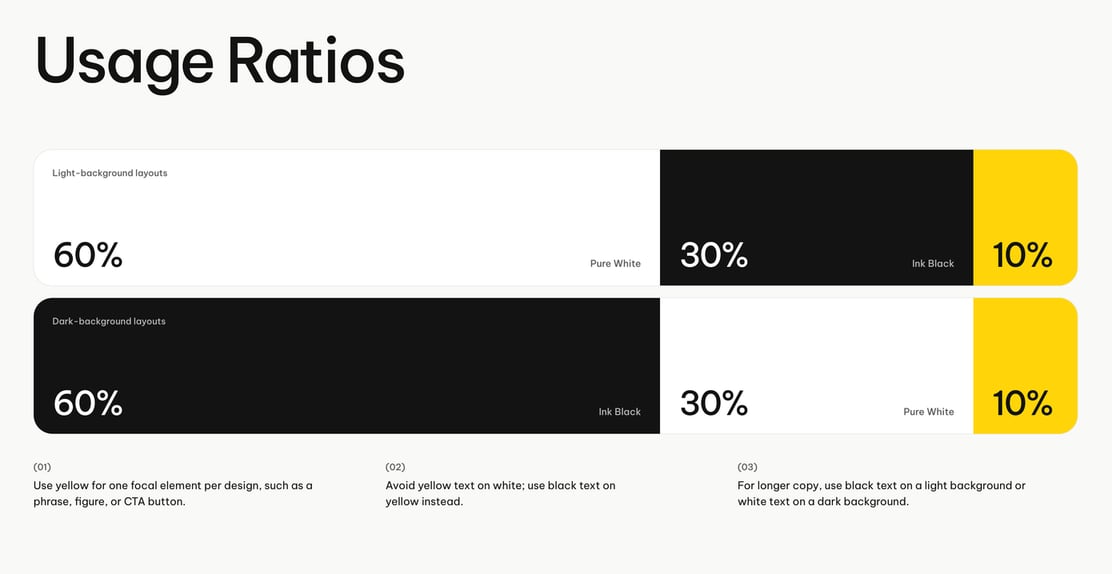 Usage Ratios
Light-background layouts
60%
Pure White
30%
Ink Black
10%
Dark-background layouts
60%
Ink Black
30%
Pure White
10%
(01)
Use yellow for one focal element per design, such as a
phrase, figure, or CTA button.
(02)
Avoid yellow text on white; use black text on
yellow instead.
(03)
For longer copy, use black text on a light background or
white text on a dark background.